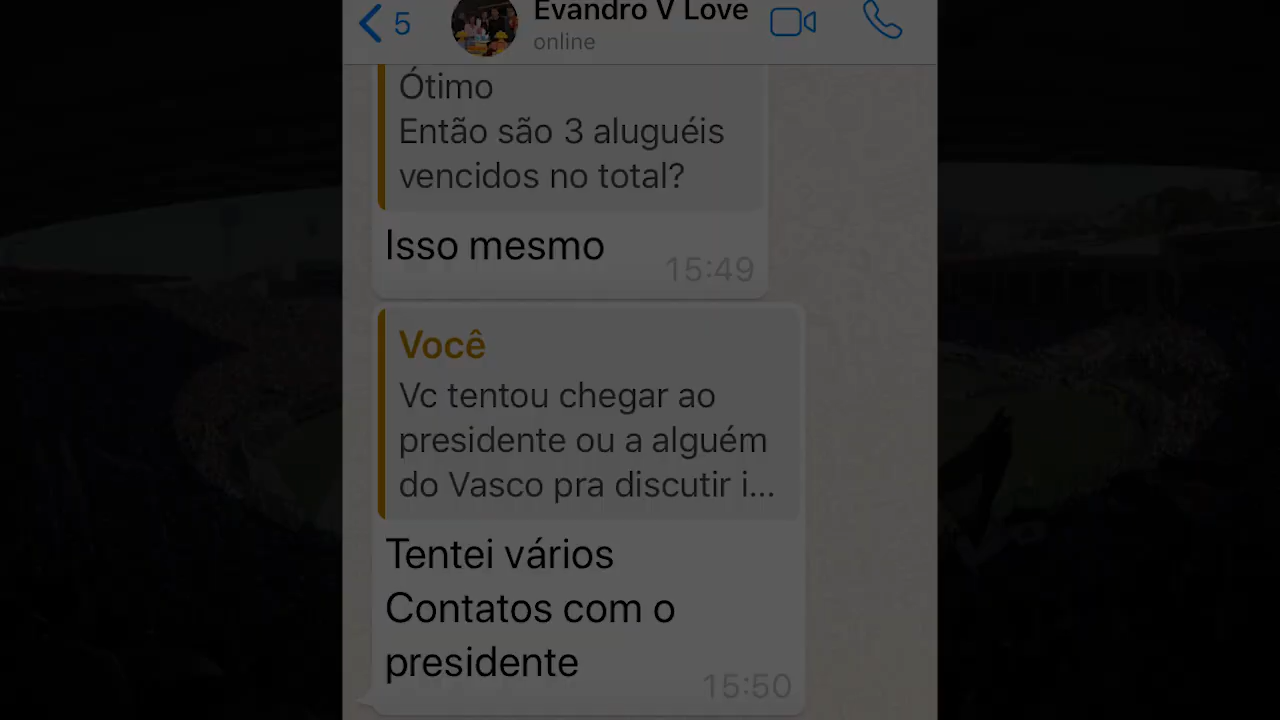 5
Evandro V Love
online
Ótimo
Então são 3 aluguéis
vencidos no total?
Isso mesmo
15:49
Você
Vc tentou chegar ao
presidente ou a alguém
do Vasco pra discutir i...
Tentei vários
Contatos com o
presidente
15:50